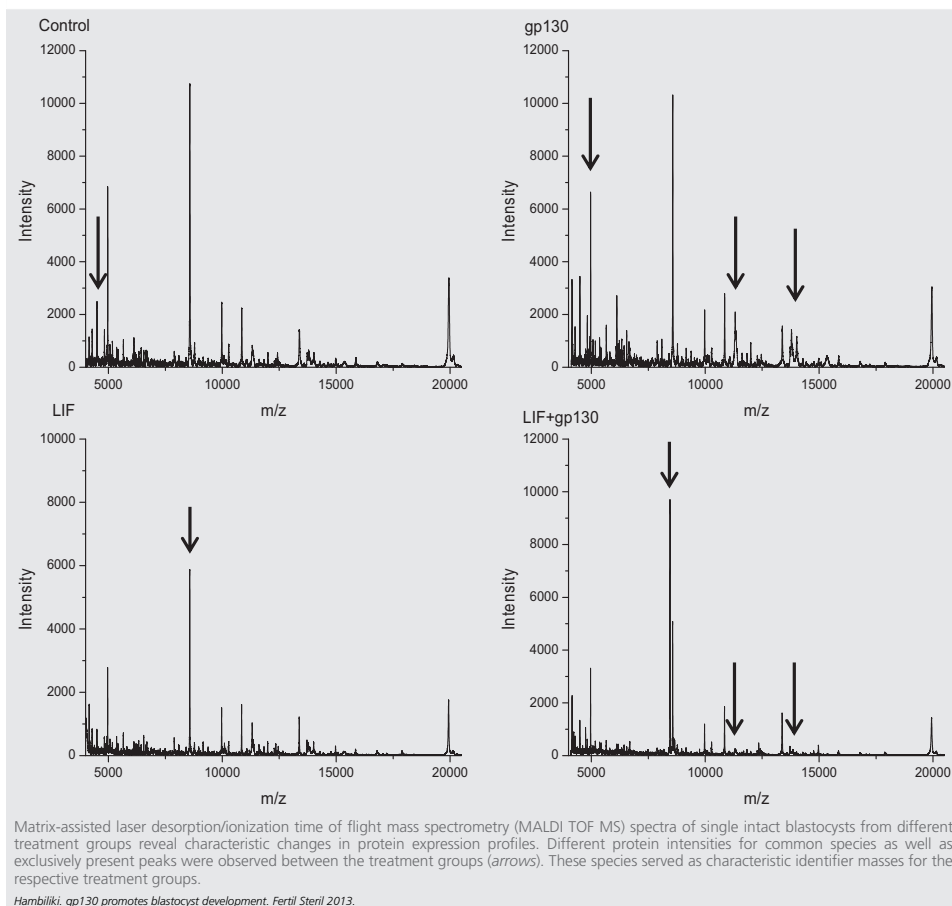 Control
12000
10000
8000
6000
4000
2000
0
Intensity
5000 10000 15000 20000
m/z
gp130
12000
10000
8000
6000
4000
2000
0
Intensity
5000 10000 15000 20000
m/z
LIF
10000
8000
6000
4000
2000
0
Intensity
5000 10000 15000 20000
m/z
LIF+gp130
12000
10000
8000
6000
4000
2000
0
Intensity
5000 10000 15000 20000
m/z
Matrix-assisted laser desorption/ionization time of flight mass spectrometry (MALDI TOF MS) spectra of single intact blastocysts from different
treatment groups reveal characteristic changes in protein expression profiles. Different protein intensities for common species as well as
exclusively present peaks were observed between the treatment groups (arrows). These species served as characteristic identifier masses for the
respective treatment groups.
Hambiliki. gp130 promotes blastocyst development. Fertil Steril 2013.